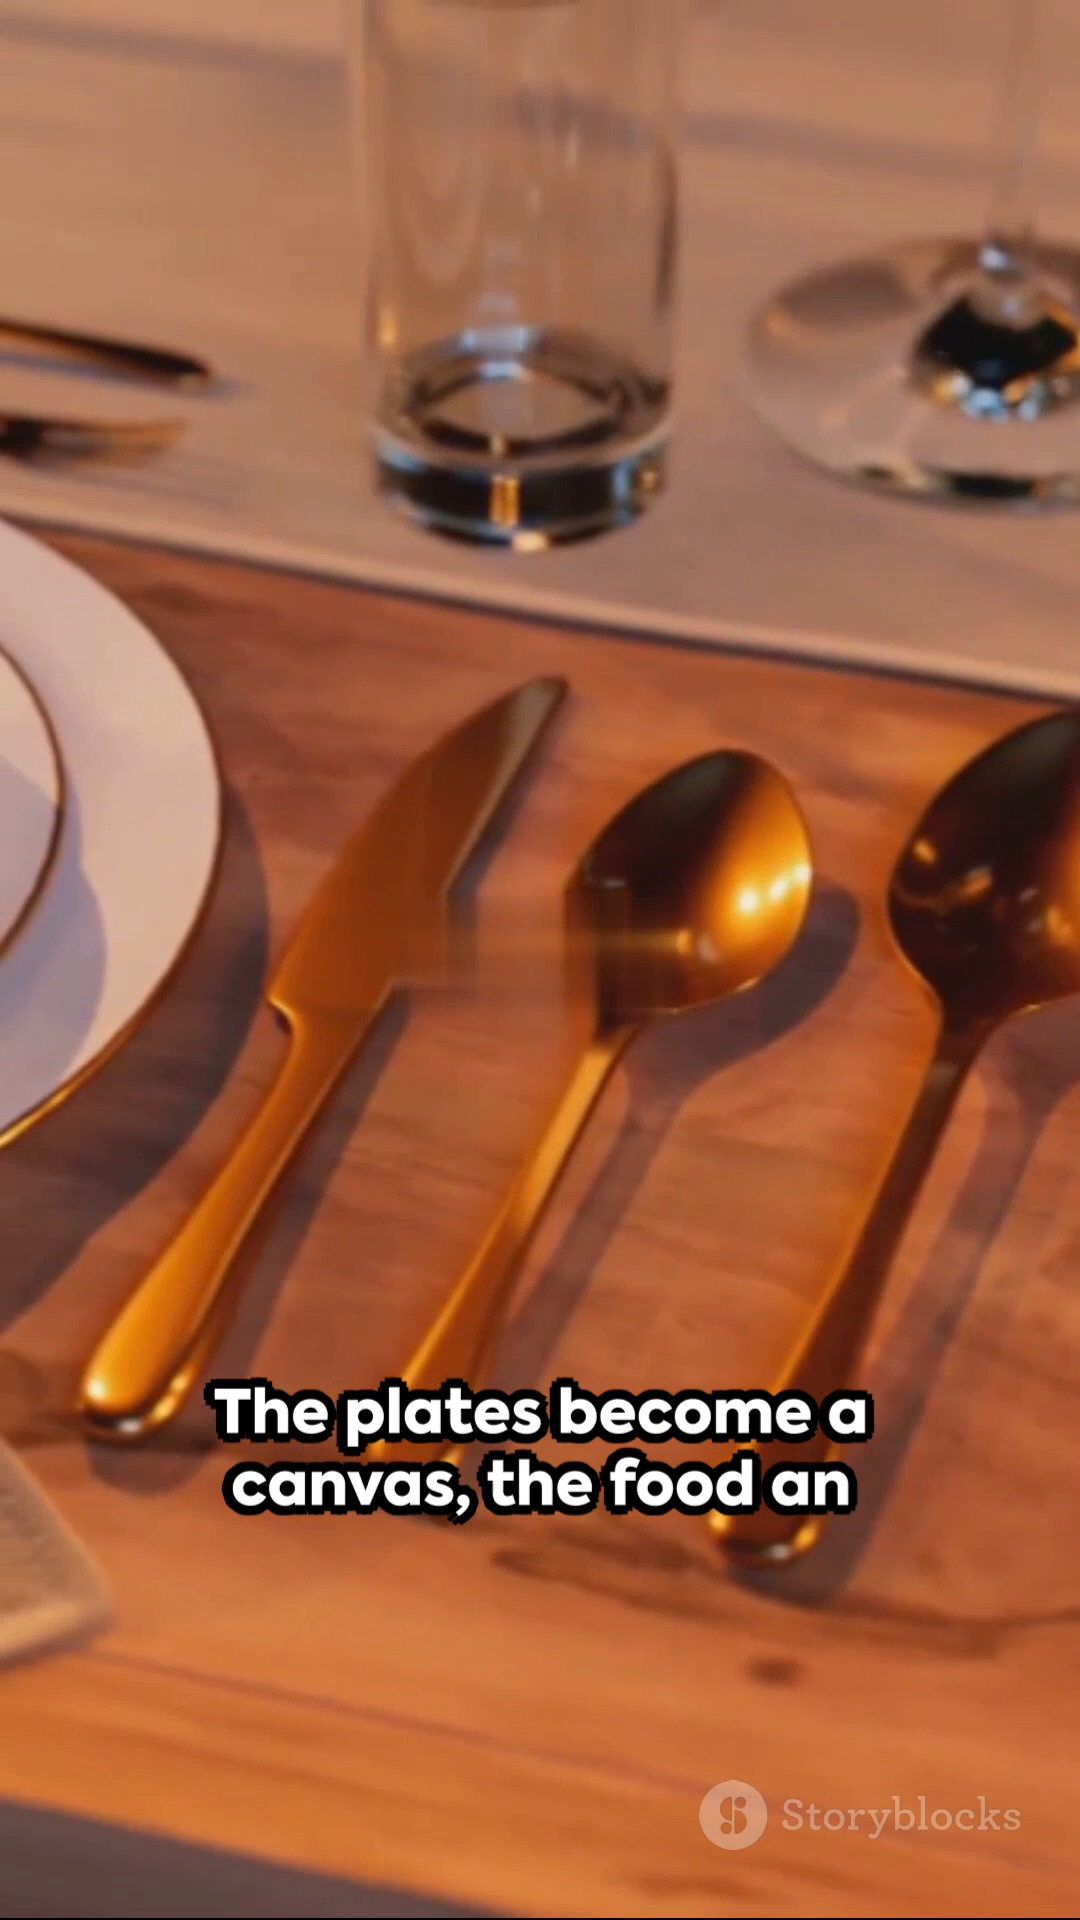 The plates become a
canvas, the food an
Storyblocks